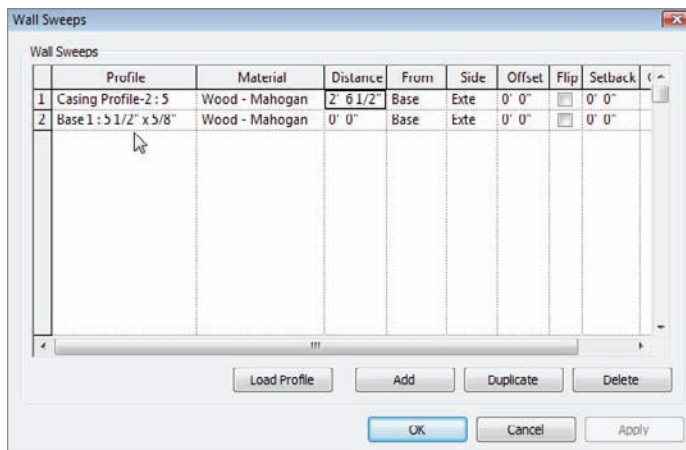 Wall Sweeps
Wall Sweeps
Profile Material Distance From Side Offset Flip Setback
1 Casing Profile-2 : 5 Wood - Mahogan 2' 6 1/2" Base Exte 0' 0" 0' 0"
2 Base 1 : 5 1/2" x 5/8" Wood - Mahogan 0' 0" Base Exte 0' 0" 0' 0"
Load Profile Add Duplicate Delete
OK Cancel Apply